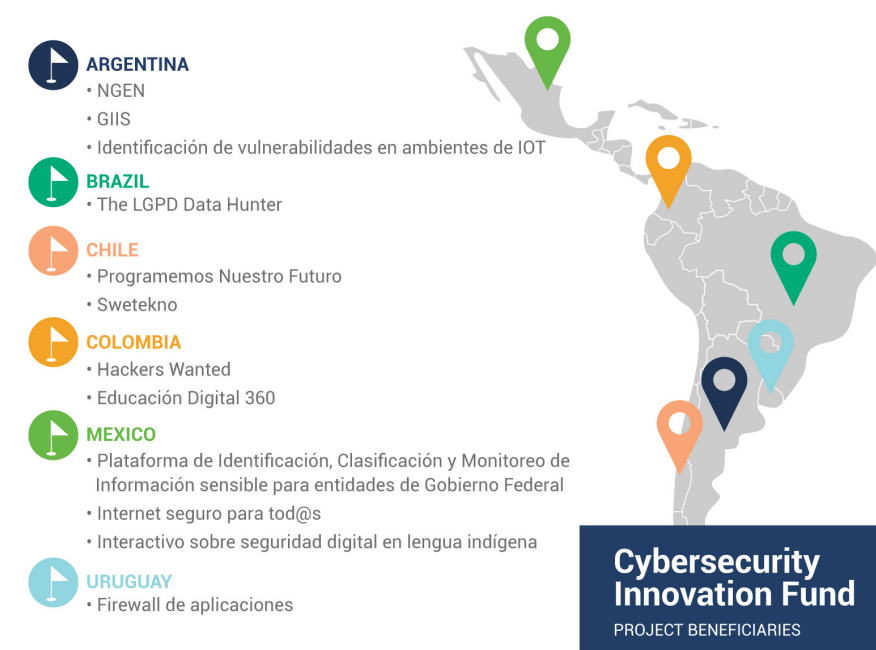 ARGENTINA
• NGEN
• GIIS
• Identificación de vulnerabilidades en ambientes de IOT
BRAZIL
• The LGPD Data Hunter
CHILE
• Programemos Nuestro Futuro
• Swetekno
COLOMBIA
• Hackers Wanted
• Educación Digital 360
MEXICO
• Plataforma de Identificación, Clasificación y Monitoreo de
Información sensible para entidades de Gobierno Federal
• Internet seguro para tod@s
• Interactivo sobre seguridad digital en lengua indígena
URUGUAY
• Firewall de aplicaciones
Cybersecurity
Innovation Fund
PROJECT BENEFICIARIES